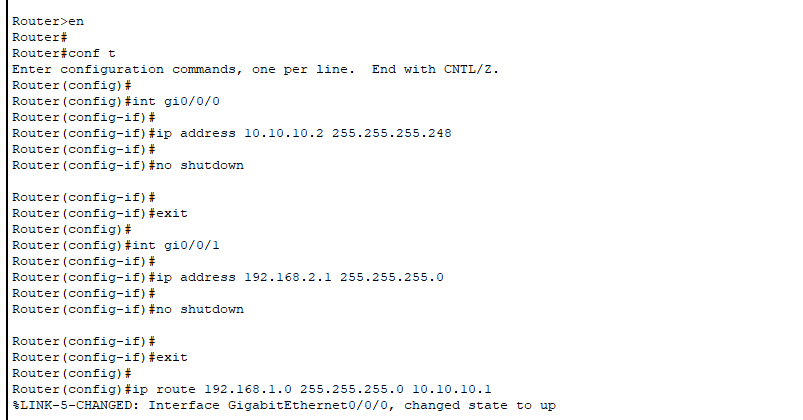 Router>en
Router#
Router#conf t
Enter configuration commands, one per line.  End with CNTL/Z.
Router(config)#
Router(config)#int gi0/0/0
Router(config-if)#
Router(config-if)#ip address 10.10.10.2 255.255.255.248
Router(config-if)#
Router(config-if)#no shutdown
Router(config-if)#
Router(config-if)#exit
Router(config)#
Router(config)#int gi0/0/1
Router(config-if)#
Router(config-if)#ip address 192.168.2.1 255.255.255.0
Router(config-if)#
Router(config-if)#no shutdown
Router(config-if)#
Router(config-if)#exit
Router(config)#
Router(config)#ip route 192.168.1.0 255.255.255.0 10.10.10.1
%LINK-5-CHANGED: Interface GigabitEthernet0/0/0, changed state to up